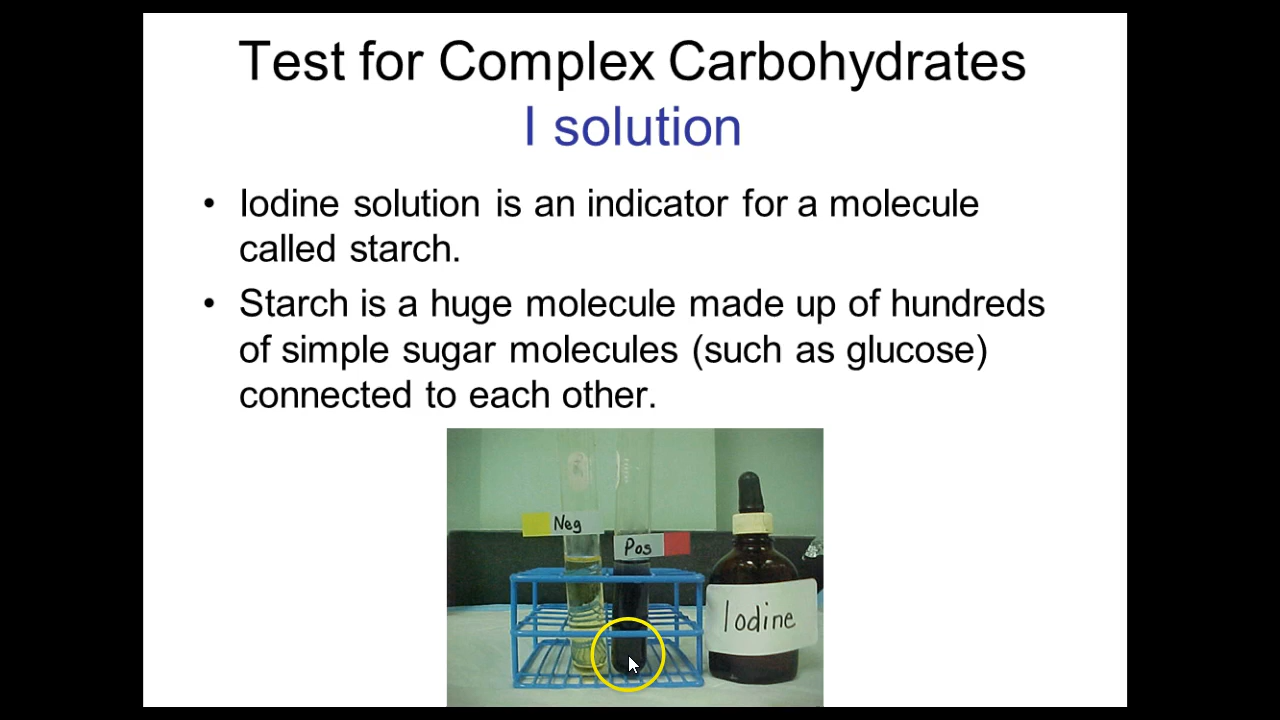 Test for Complex Carbohydrates
I solution
• Iodine solution is an indicator for a molecule
called starch.
• Starch is a huge molecule made up of hundreds
of simple sugar molecules (such as glucose)
connected to each other.
Neg
Pos
Iodine